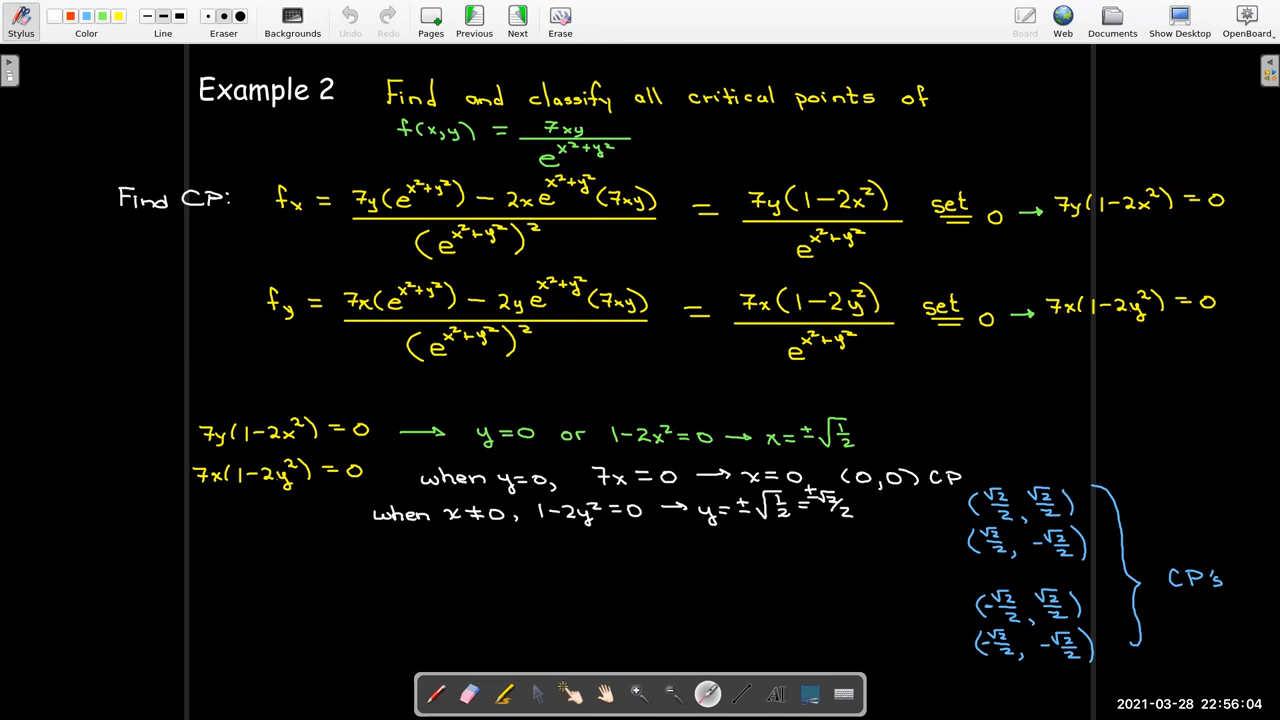 Stylus Color Line Eraser Backgrounds Undo Redo Pages Previous Next Erase Board Web Documents Show Desktop OpenBoard
Example 2 Find and classify all critical points of
f(x,y) = 7xy / e^(x²+y²)
Find CP: fx = (7y(e^(x²+y²)) − 2xe^(x²+y²)(7xy)) / (e^(x²+y²))² = 7y(1−2x²) / e^(x²+y²) set 0 → 7y(1−2x²) = 0
fy = (7x(e^(x²+y²)) − 2ye^(x²+y²)(7xy)) / (e^(x²+y²))² = 7x(1−2y²) / e^(x²+y²) set 0 → 7x(1−2y²) = 0
7y(1−2x²) = 0 → y=0 or 1−2x²=0 → x=±√(1/2)
7x(1−2y²) = 0 when y=0, 7x=0 → x=0 (0,0) CP
when x≠0, 1−2y²=0 → y=±√(1/2) = ±√2/2
(√2/2, √2/2)
(√2/2, −√2/2)
CP's
(−√2/2, √2/2)
(−√2/2, −√2/2)
AI
2021-03-28 22:56:04